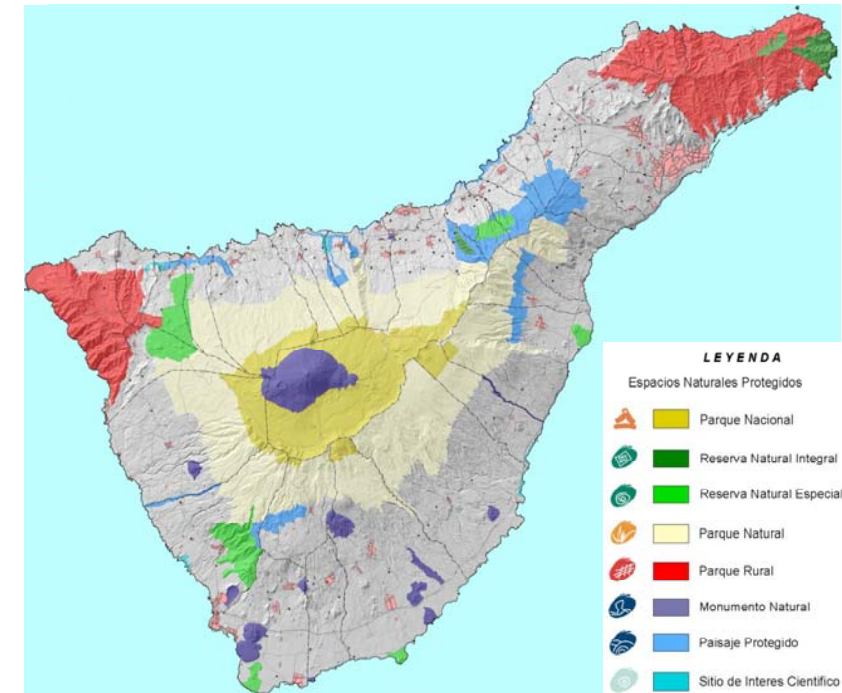 LEYENDA
Espacios Naturales Protegidos
Parque Nacional
Reserva Natural Integral
Reserva Natural Especial
Parque Natural
Parque Rural
Monumento Natural
Paisaje Protegido
Sitio de Interes Científico